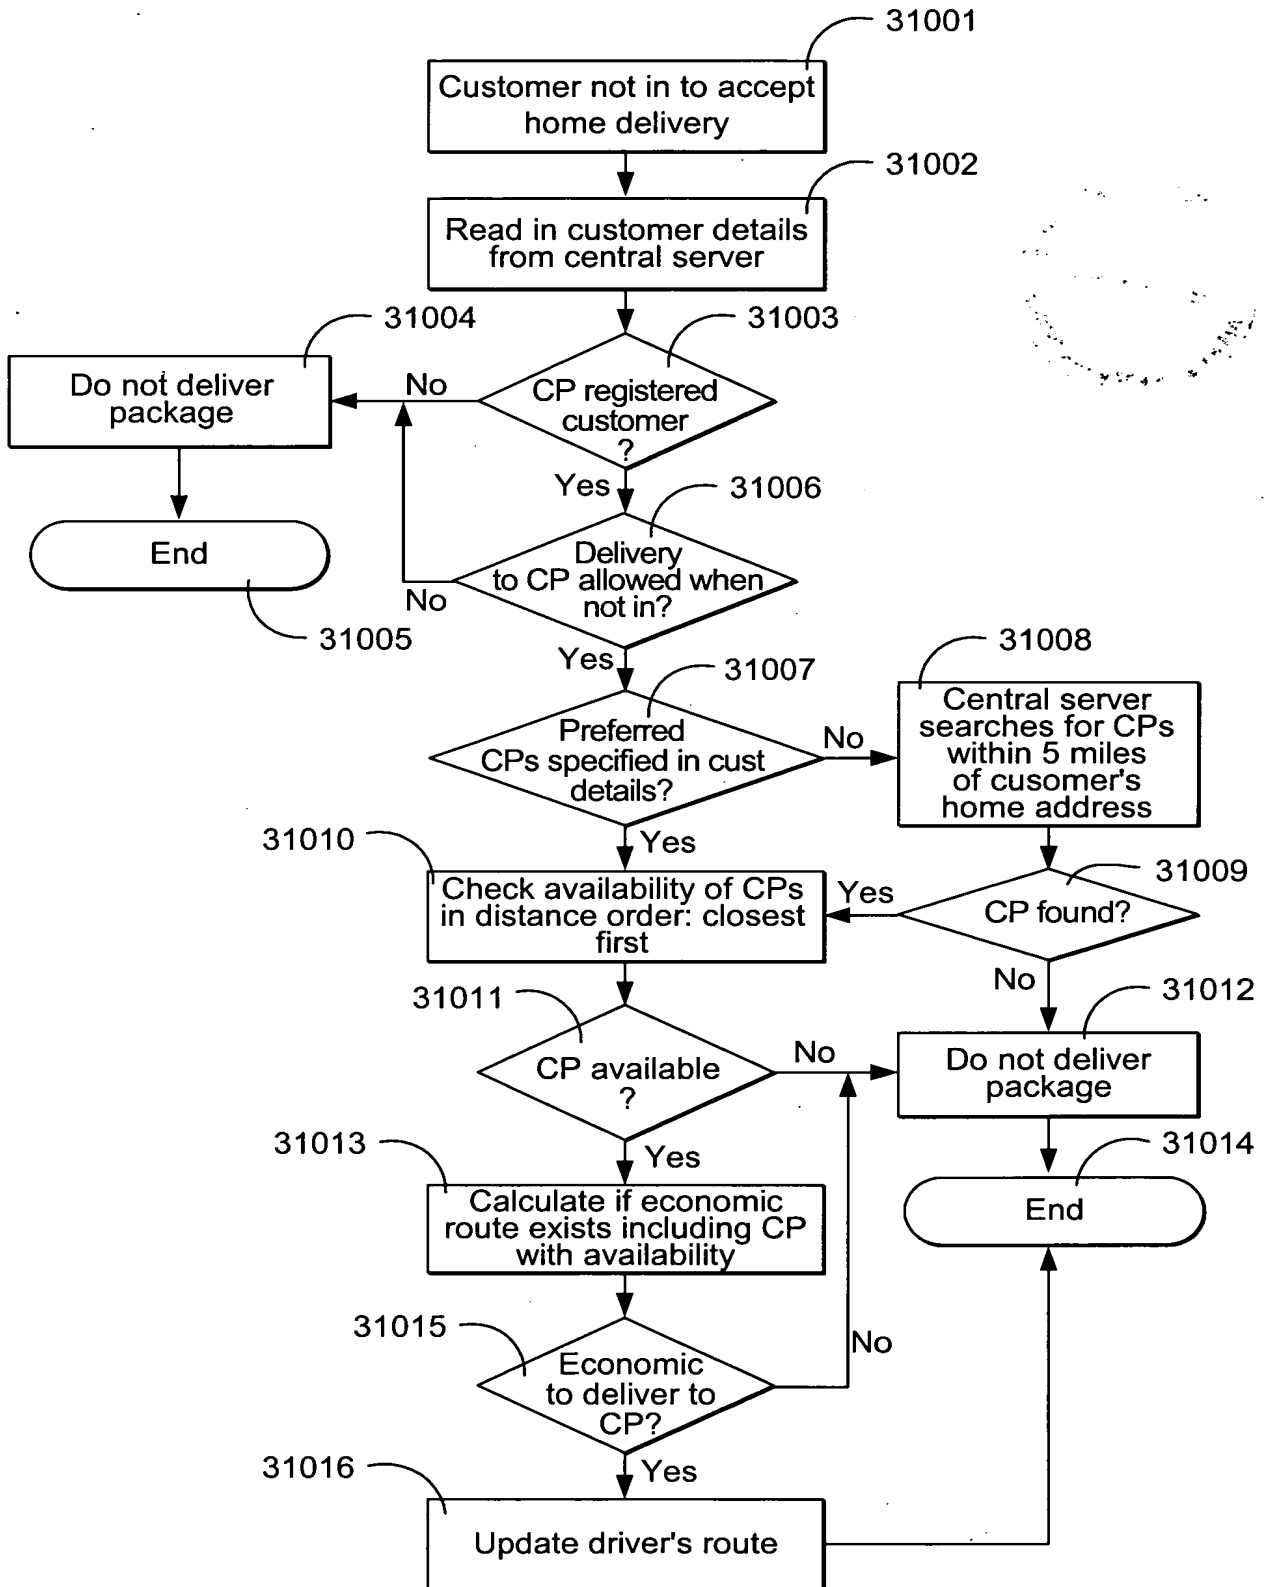 31001
Customer not in to accept
home delivery
31002
Read in customer details
from central server
31003
31004
Do not deliver
package
No
CP registered
customer
?
Yes
31006
End
31005
Delivery
to CP allowed when
not in?
No
Yes
31007
31008
Preferred
CPs specified in cust
details?
No
Central server
searches for CPs
within 5 miles
of cusomer's
home address
31010
Yes
31009
Check availability of CPs
in distance order: closest
first
Yes
CP found?
No
31011
31012
CP available
?
No
Do not deliver
package
31013
Yes
31014
Calculate if economic
route exists including CP
with availability
End
31015
No
Economic
to deliver to
CP?
31016
Yes
Update driver's route